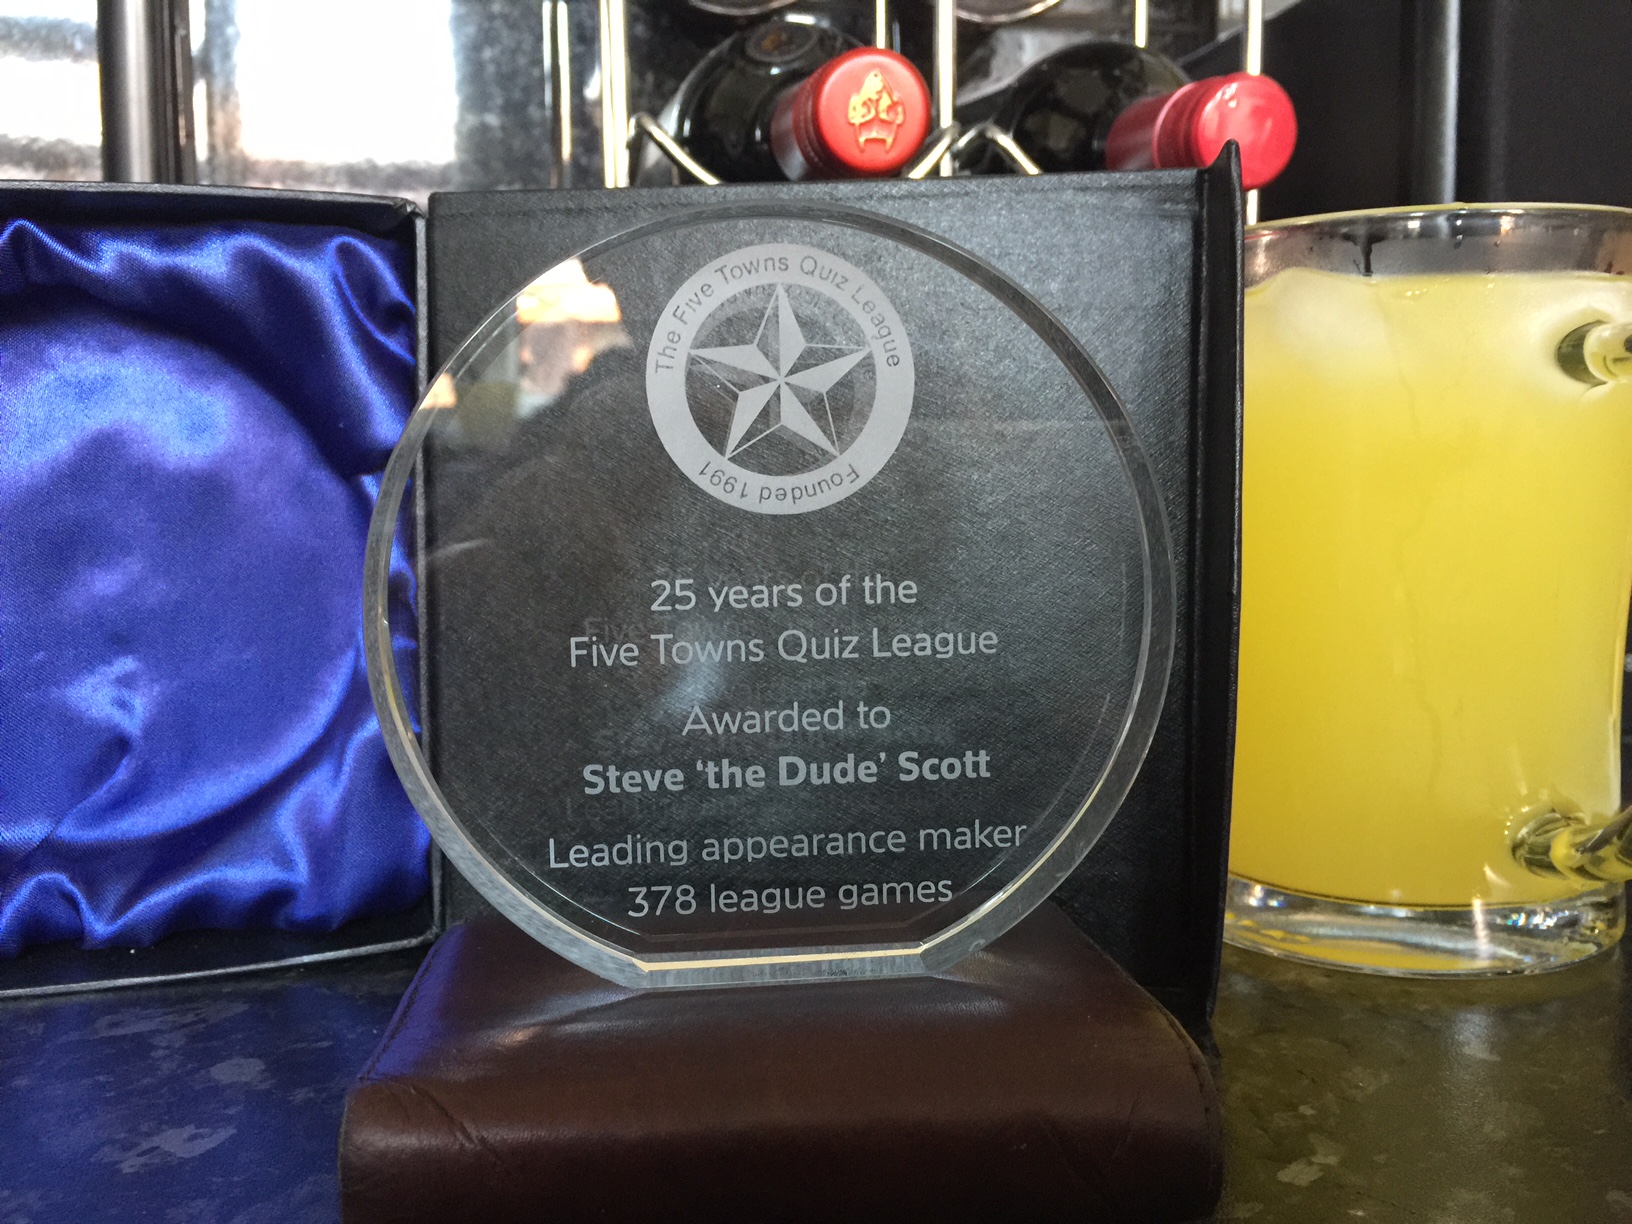 The Five Towns Quiz League
Founded 1991
25 years of the
Five Towns Quiz League
Awarded to
Steve ‘the Dude’ Scott
Leading appearance maker
378 league games